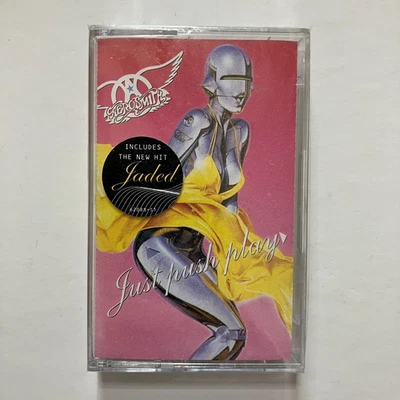 AEROSMITH
INCLUDES
THE NEW HIT
Jaded
Just push play